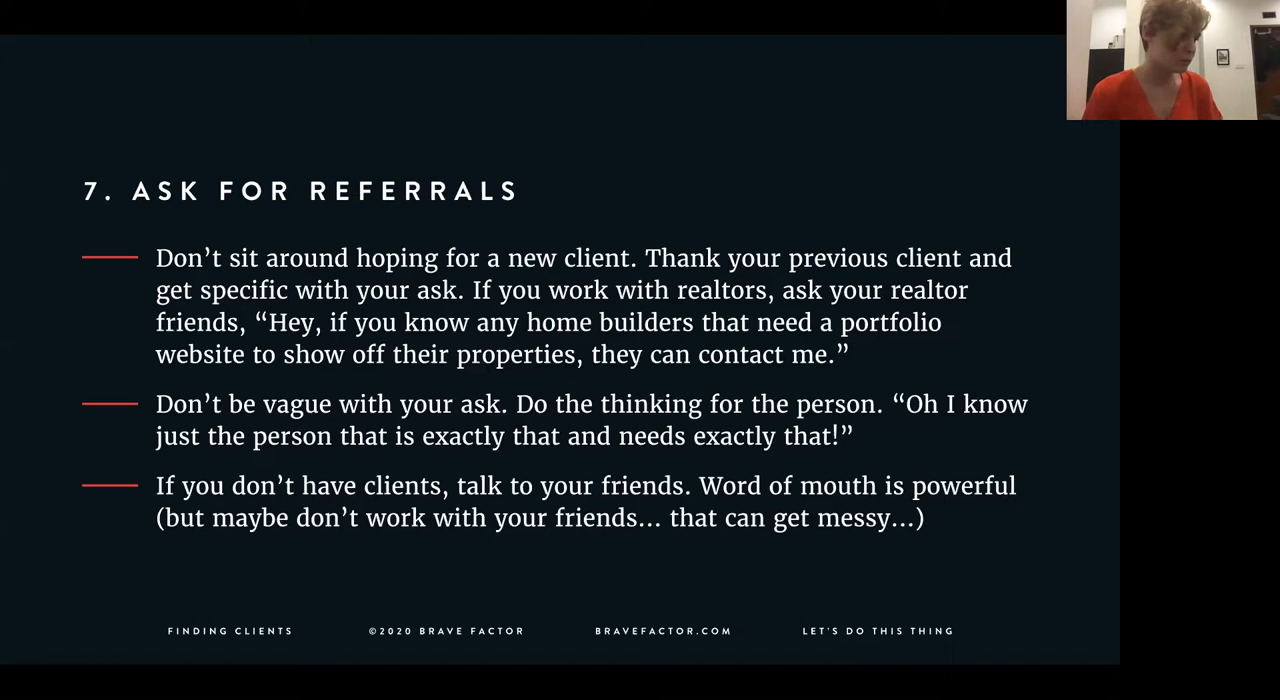 7. ASK FOR REFERRALS
Don’t sit around hoping for a new client. Thank your previous client and
get specific with your ask. If you work with realtors, ask your realtor
friends, “Hey, if you know any home builders that need a portfolio
website to show off their properties, they can contact me.”
Don’t be vague with your ask. Do the thinking for the person. “Oh I know
just the person that is exactly that and needs exactly that!”
If you don’t have clients, talk to your friends. Word of mouth is powerful
(but maybe don’t work with your friends... that can get messy...)
FINDING CLIENTS ©2020 BRAVE FACTOR BRAVEFACTOR.COM LET'S DO THIS THING